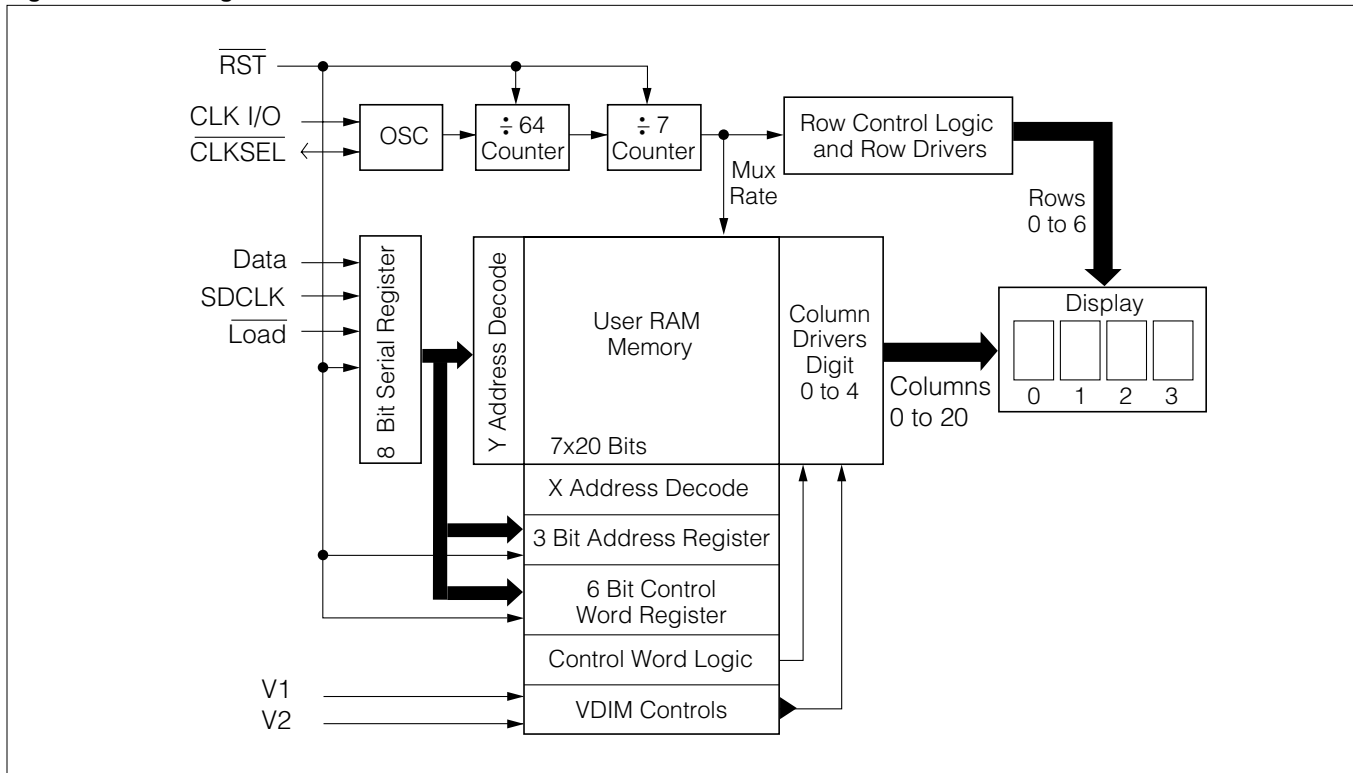 RST
CLK I/O
CLKSEL
OSC
÷ 64
Counter
÷ 7
Counter
Row Control Logic
and Row Drivers
Mux
Rate
Rows
0 to 6
Data
SDCLK
Load
8 Bit Serial Register
Y Address Decode
User RAM
Memory
7x20 Bits
Column
Drivers
Digit
0 to 4
Columns
0 to 20
Display
0 1 2 3
X Address Decode
3 Bit Address Register
6 Bit Control
Word Register
Control Word Logic
VDIM Controls
V1
V2